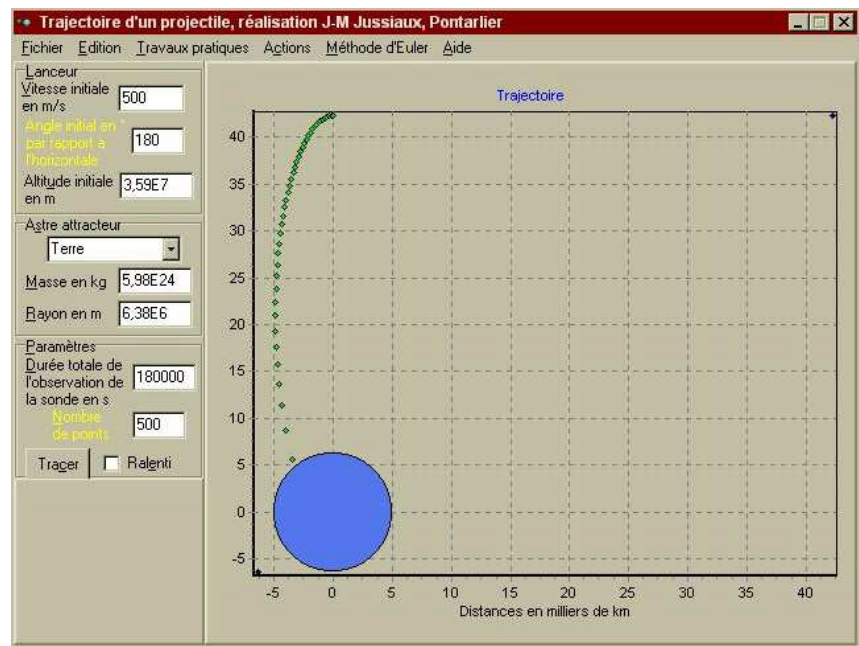 Trajectoire d'un projectile, réalisation J-M Jussiaux, Pontarlier
Fichier Edition Travaux pratiques Actions Méthode d'Euler Aide
Lanceur
Vitesse initiale
en m/s
500
Angle initial en °
par rapport à
l'horizontale
180
Altitude initiale
en m
3,59E7
Astre attracteur
Terre
Masse en kg 5,98E24
Rayon en m 6,38E6
Paramètres
Durée totale de
l'observation de
la sonde en s
180000
Nombre
de points
500
Tracer
Ralenti
Trajectoire
40
35
30
25
20
15
10
5
0
-5
-5 0 5 10 15 20 25 30 35 40
Distances en milliers de km